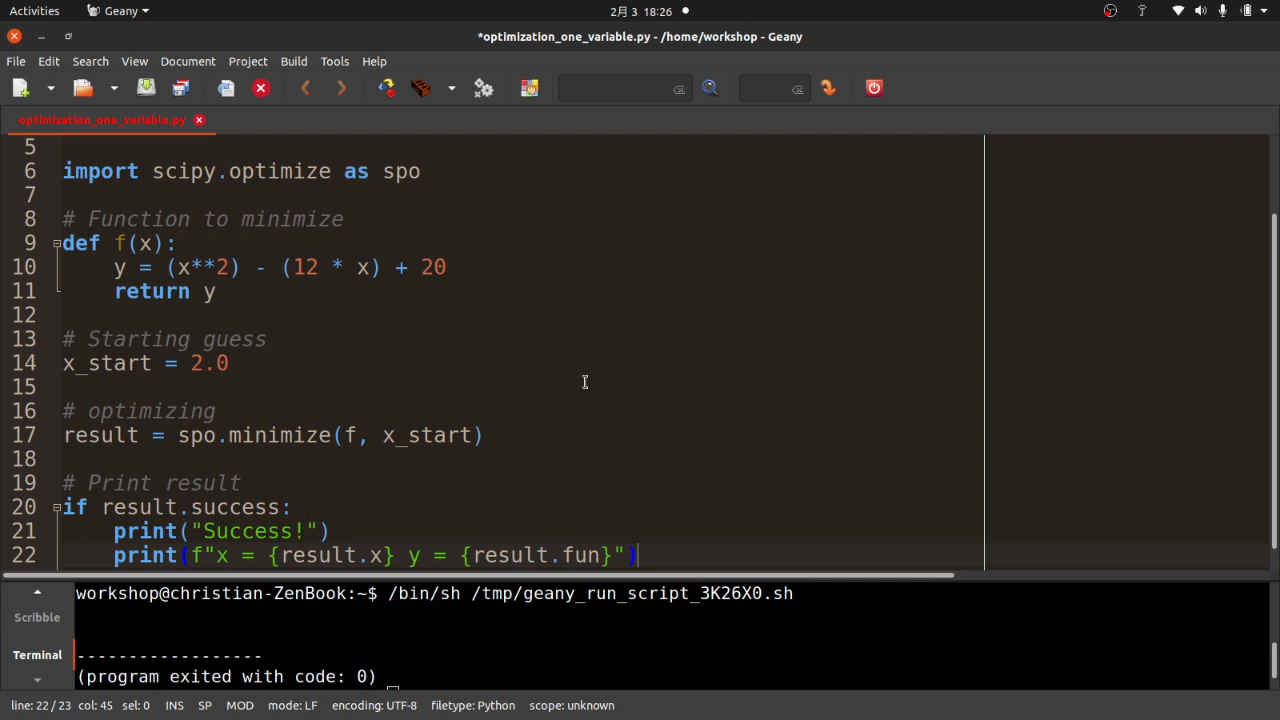 Activities Geany 2月 3 18:26
*optimization_one_variable.py - /home/workshop - Geany
File Edit Search View Document Project Build Tools Help
optimization_one_variable.py
5
6 import scipy.optimize as spo
7
8 # Function to minimize
9 def f(x):
10 y = (x**2) - (12 * x) + 20
11 return y
12
13 # Starting guess
14 x_start = 2.0
15
16 # optimizing
17 result = spo.minimize(f, x_start)
18
19 # Print result
20 if result.success:
21 print("Success!")
22 print(f"x = {result.x} y = {result.fun}")
Scribble
Terminal
workshop@christian-ZenBook:~$ /bin/sh /tmp/geany_run_script_3K26X0.sh
------------------
(program exited with code: 0)
line: 22 / 23 col: 45 sel: 0 INS SP MOD mode: LF encoding: UTF-8 filetype: Python scope: unknown